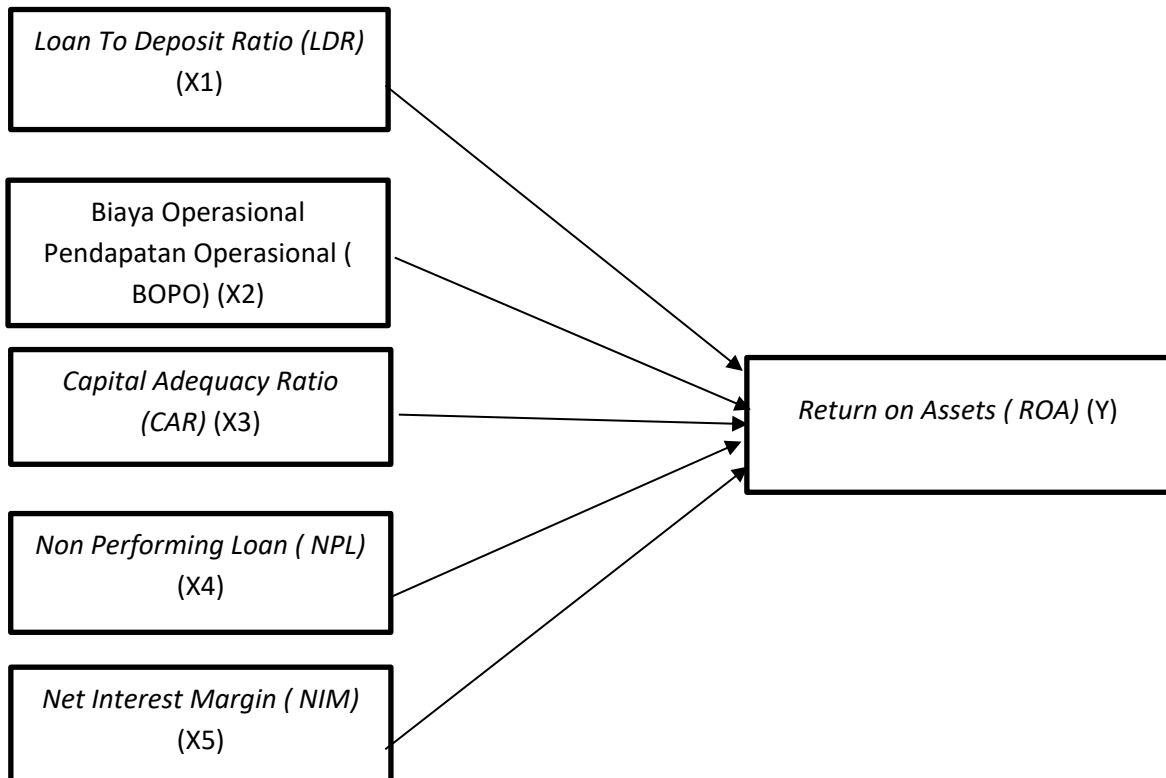 Loan To Deposit Ratio (LDR)
(X1)
Biaya Operasional
Pendapatan Operasional (
BOPO) (X2)
Capital Adequacy Ratio
(CAR) (X3)
Return on Assets ( ROA) (Y)
Non Performing Loan ( NPL)
(X4)
Net Interest Margin ( NIM)
(X5)